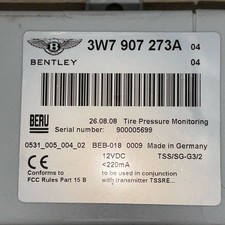 3W7 907 273A 04
BENTLEY 04
BERU 26.08.08 Tire Pressure Monitoring
Serial number: 900005699
0531_005_004_02 BEB-018 0009 Made in Germany
CE 12VDC TSS/SG-G3/2
<220mA
Conforms to to be used in conjunction
FCC Rules Part 15 B with transmitter TSSRE...